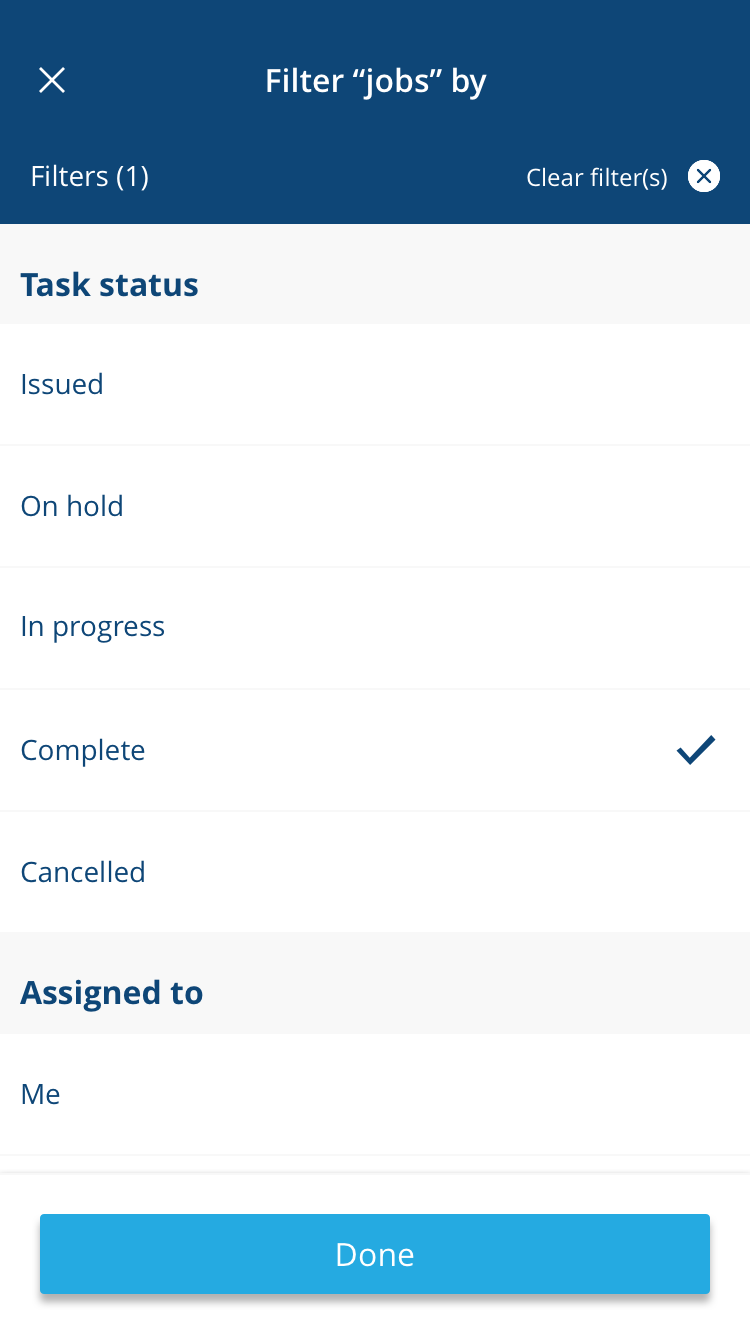 Filter “jobs” by
Filters (1)
Clear filter(s)
Task status
Issued
On hold
In progress
Complete
Cancelled
Assigned to
Me
Done